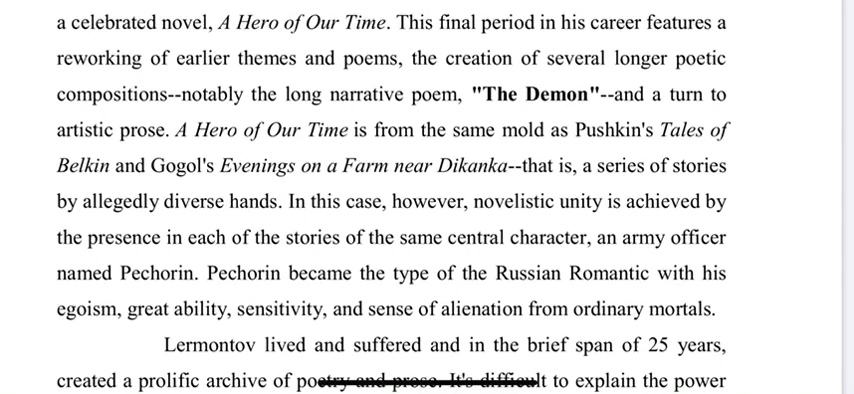 a celebrated novel, A Hero of Our Time. This final period in his career features a
reworking of earlier themes and poems, the creation of several longer poetic
compositions--notably the long narrative poem, "The Demon"--and a turn to
artistic prose. A Hero of Our Time is from the same mold as Pushkin's Tales of
Belkin and Gogol's Evenings on a Farm near Dikanka--that is, a series of stories
by allegedly diverse hands. In this case, however, novelistic unity is achieved by
the presence in each of the stories of the same central character, an army officer
named Pechorin. Pechorin became the type of the Russian Romantic with his
egoism, great ability, sensitivity, and sense of alienation from ordinary mortals.
Lermontov lived and suffered and in the brief span of 25 years,
created a prolific archive of poetry and prose. It's difficult to explain the power